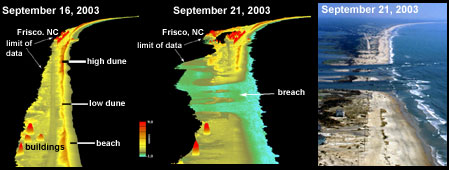 September 16, 2003
Frisco, NC
limit of
data
high dune
low dune
beach
buildings
September 21, 2003
Frisco, NC
limit of
data
breach
September 21, 2003